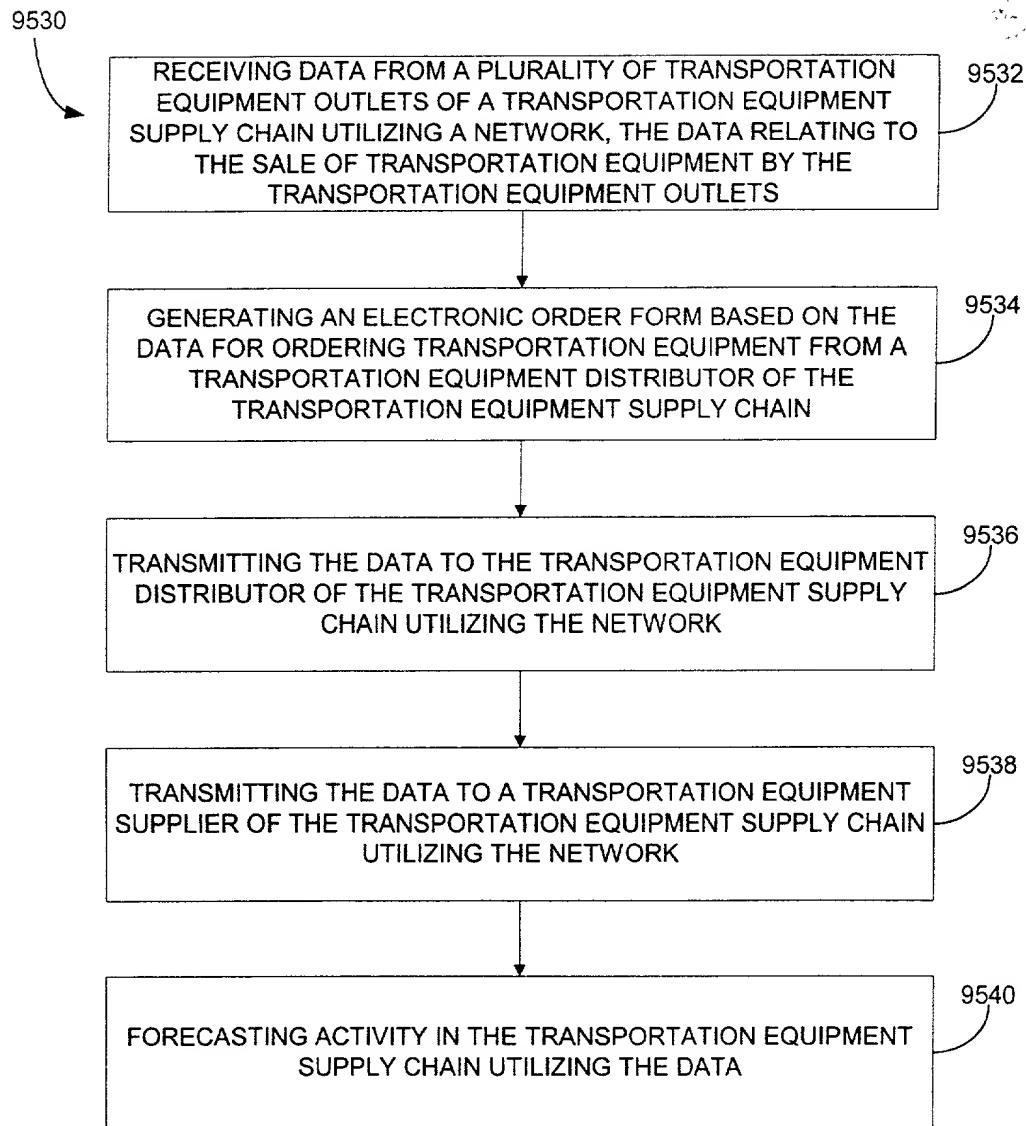 9530
RECEIVING DATA FROM A PLURALITY OF TRANSPORTATION
EQUIPMENT OUTLETS OF A TRANSPORTATION EQUIPMENT
SUPPLY CHAIN UTILIZING A NETWORK, THE DATA RELATING TO
THE SALE OF TRANSPORTATION EQUIPMENT BY THE
TRANSPORTATION EQUIPMENT OUTLETS
9532
GENERATING AN ELECTRONIC ORDER FORM BASED ON THE
DATA FOR ORDERING TRANSPORTATION EQUIPMENT FROM A
TRANSPORTATION EQUIPMENT DISTRIBUTOR OF THE
TRANSPORTATION EQUIPMENT SUPPLY CHAIN
9534
TRANSMITTING THE DATA TO THE TRANSPORTATION EQUIPMENT
DISTRIBUTOR OF THE TRANSPORTATION EQUIPMENT SUPPLY
CHAIN UTILIZING THE NETWORK
9536
TRANSMITTING THE DATA TO A TRANSPORTATION EQUIPMENT
SUPPLIER OF THE TRANSPORTATION EQUIPMENT SUPPLY CHAIN
UTILIZING THE NETWORK
9538
FORECASTING ACTIVITY IN THE TRANSPORTATION EQUIPMENT
SUPPLY CHAIN UTILIZING THE DATA
9540